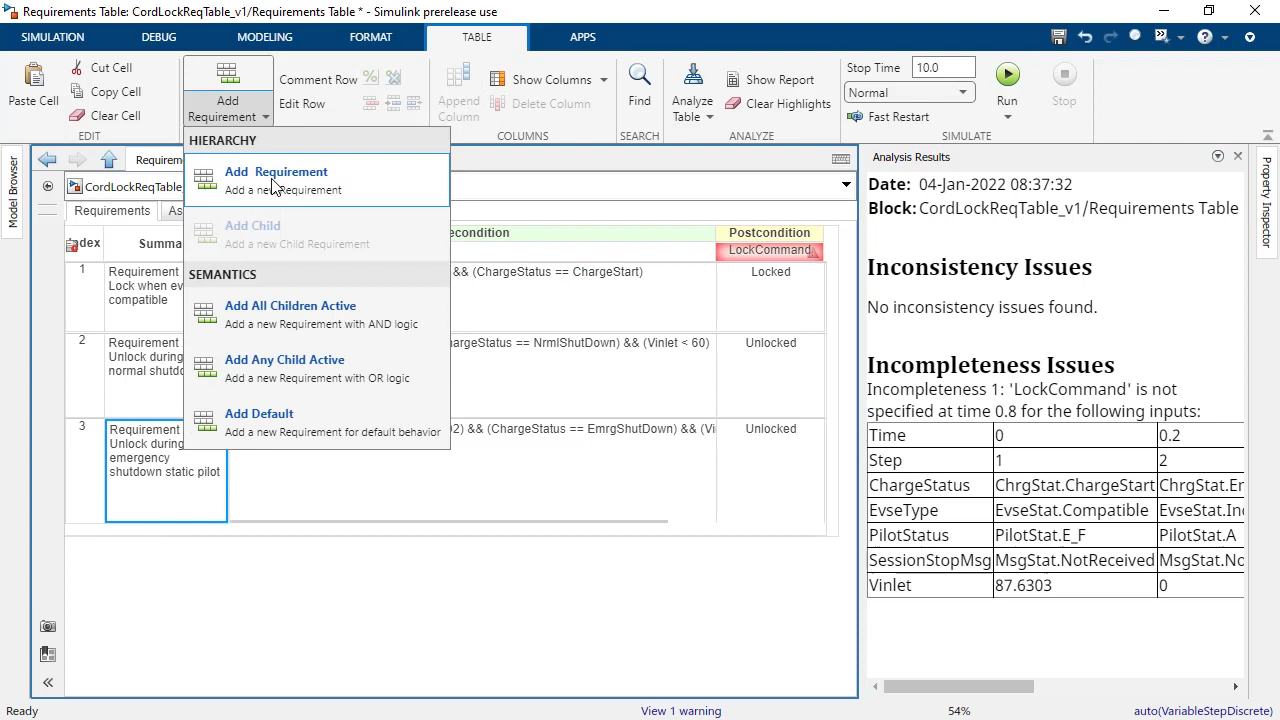 Requirements Table: CordLockReqTable_v1/Requirements Table * - Simulink prerelease use
SIMULATION
DEBUG
MODELING
FORMAT
TABLE
APPS
Paste Cell
Cut Cell
Copy Cell
Clear Cell
EDIT
Add
Requirement
Comment Row
Edit Row
Append
Column
Show Columns
Delete Column
COLUMNS
Find
SEARCH
Analyze
Table
Show Report
Clear Highlights
ANALYZE
Stop Time 10.0
Normal
Fast Restart
Run
Stop
SIMULATE
HIERARCHY
Add Requirement
Add a new Requirement
Add Child
Add a new Child Requirement
SEMANTICS
Add All Children Active
Add a new Requirement with AND logic
Add Any Child Active
Add a new Requirement with OR logic
Add Default
Add a new Requirement for default behavior
Model Browser
CordLockReqTable_
Requirements
Postcondition
LockCommand
1
Requirement
Lock when ev
compatible
&& (ChargeStatus == ChargeStart)
Locked
2
Requirement
Unlock during
normal shutdo
hargeStatus == NrmlShutDown) && (Vinlet < 60)
Unlocked
3
Requirement
Unlock during
emergency
shutdown static pilot
&& (ChargeStatus == EmrgShutDown) && (Vi
Unlocked
Analysis Results
Date: 04-Jan-2022 08:37:32
Block: CordLockReqTable_v1/Requirements Table
Inconsistency Issues
No inconsistency issues found.
Incompleteness Issues
Incompleteness 1: 'LockCommand' is not
specified at time 0.8 for the following inputs:
Time 0 0.2
Step 1 2
ChargeStatus ChrgStat.ChargeStart ChrgStat.En
EvseType EvseStat.Compatible EvseStat.Inc
PilotStatus PilotStat.E_F PilotStat.A
SessionStopMsg MsgStat.NotReceived MsgStat.No
Vinlet 87.6303 0
Property Inspector
Ready
View 1 warning
54%
auto(VariableStepDiscrete)